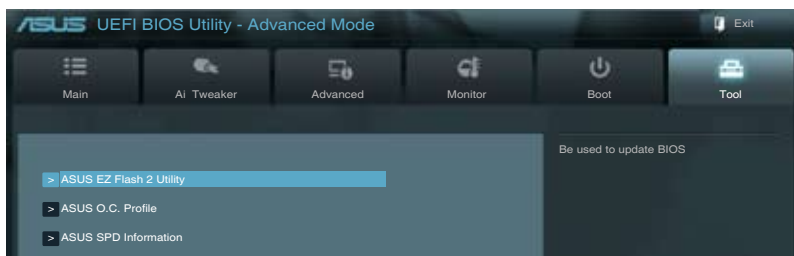 ASUS UEFI BIOS Utility - Advanced Mode Exit
Main Ai Tweaker Advanced Monitor Boot Tool
Be used to update BIOS
> ASUS EZ Flash 2 Utility
> ASUS O.C. Profile
> ASUS SPD Information